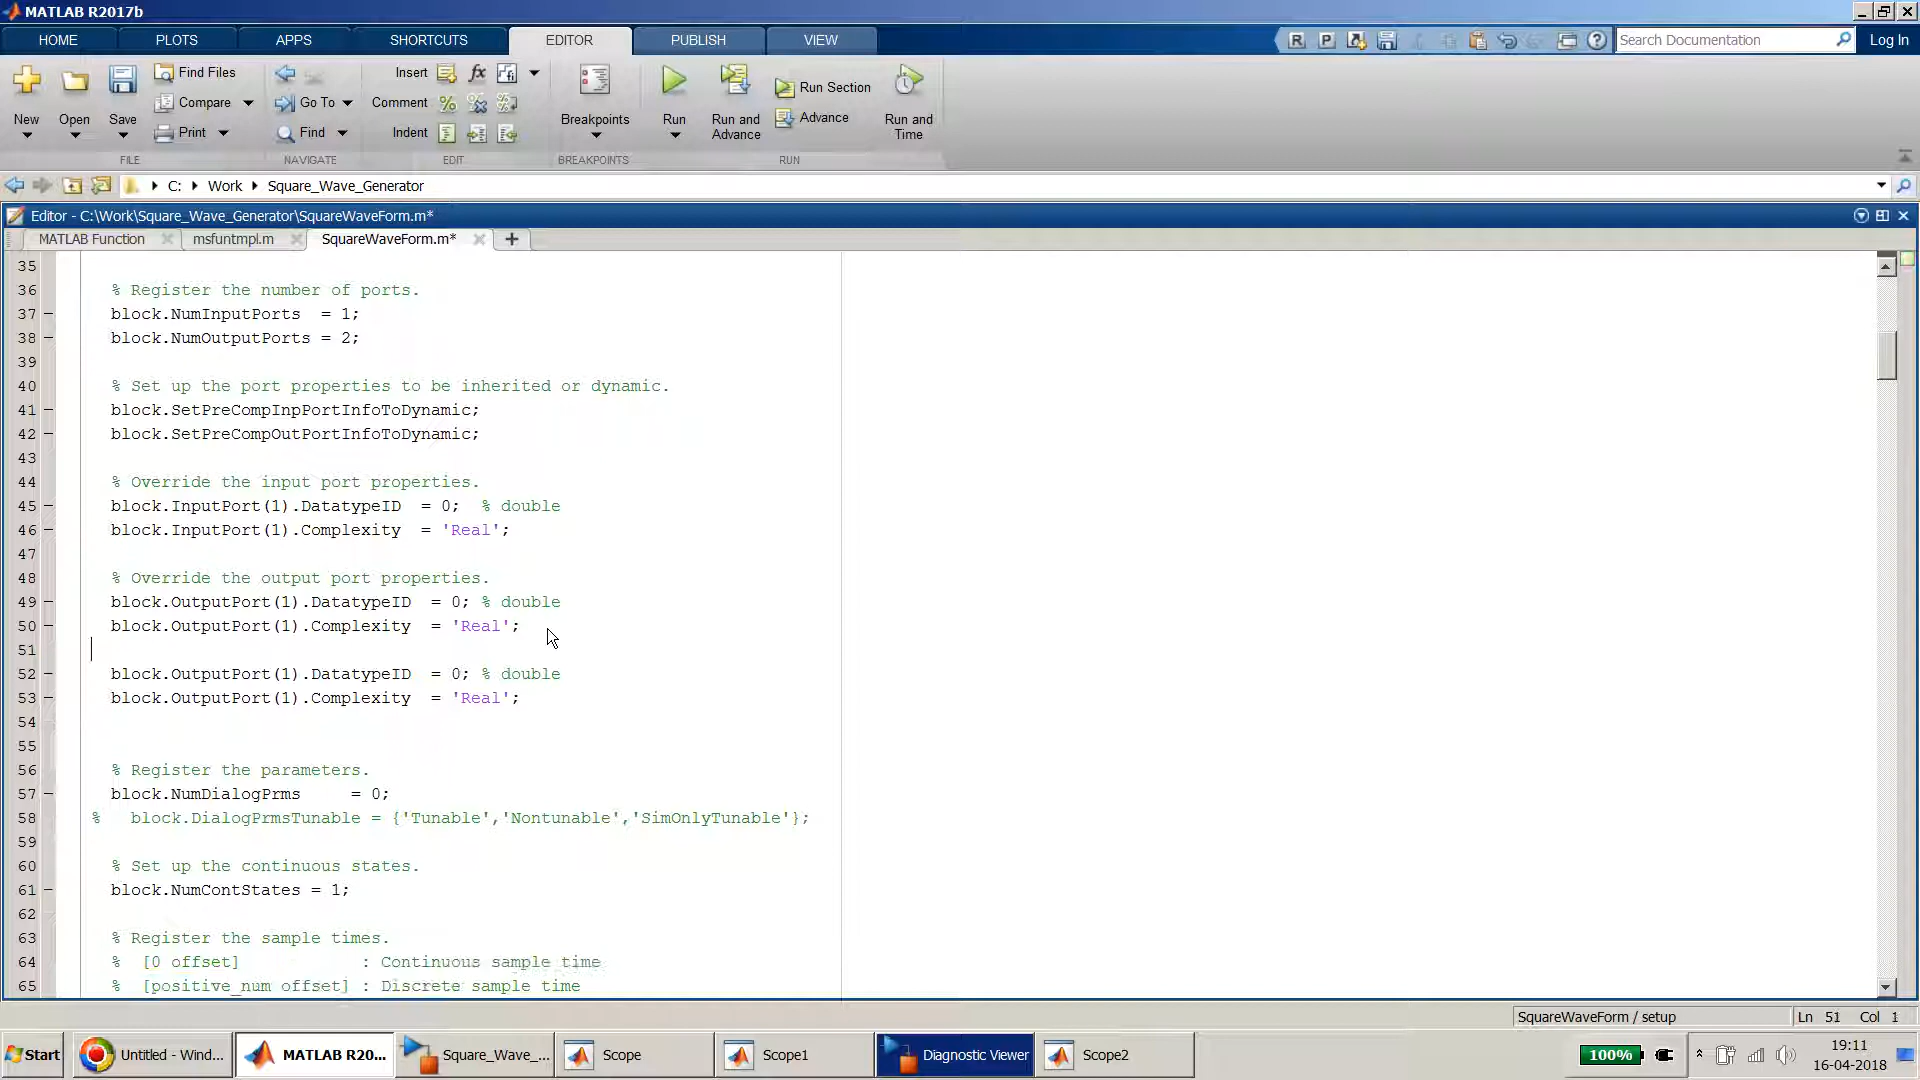 MATLAB R2017b
HOME PLOTS APPS SHORTCUTS EDITOR PUBLISH VIEW Search Documentation Log In
New Open Save Find Files Compare Print Go To Find Insert Comment Indent fx Breakpoints Run Run and Advance Run Section Advance Run and Time
FILE NAVIGATE EDIT BREAKPOINTS RUN
C: Work Square_Wave_Generator
Editor - C:\Work\Square_Wave_Generator\SquareWaveForm.m*
MATLAB Function msfuntmpl.m SquareWaveForm.m*
35
36 % Register the number of ports.
37 block.NumInputPorts = 1;
38 block.NumOutputPorts = 2;
39
40 % Set up the port properties to be inherited or dynamic.
41 block.SetPreCompInpPortInfoToDynamic;
42 block.SetPreCompOutPortInfoToDynamic;
43
44 % Override the input port properties.
45 block.InputPort(1).DatatypeID = 0; % double
46 block.InputPort(1).Complexity = 'Real';
47
48 % Override the output port properties.
49 block.OutputPort(1).DatatypeID = 0; % double
50 block.OutputPort(1).Complexity = 'Real';
51
52 block.OutputPort(1).DatatypeID = 0; % double
53 block.OutputPort(1).Complexity = 'Real';
54
55
56 % Register the parameters.
57 block.NumDialogPrms = 0;
58 % block.DialogPrmsTunable = {'Tunable','Nontunable','SimOnlyTunable'};
59
60 % Set up the continuous states.
61 block.NumContStates = 1;
62
63 % Register the sample times.
64 % [0 offset] : Continuous sample time
65 % [positive_num offset] : Discrete sample time
SquareWaveForm / setup Ln 51 Col 1
Start Untitled - Wind... MATLAB R20... Square_Wave_... Scope Scope1 Diagnostic Viewer Scope2 100% 19:11
16-04-2018